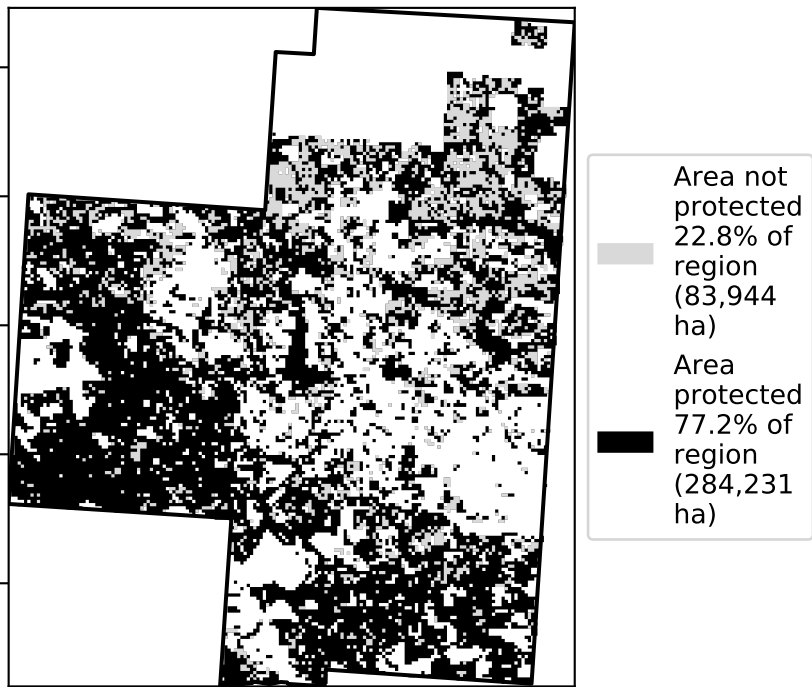 Area not
protected
22.8% of
region
(83,944
ha)
Area
protected
77.2% of
region
(284,231
ha)